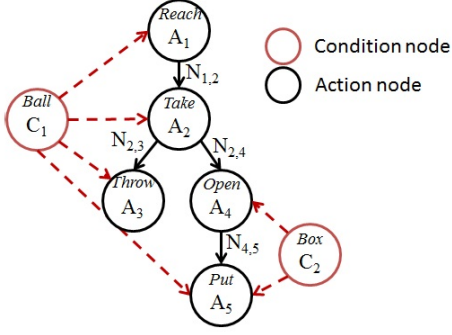 Reach
A1
Condition node
Action node
N1,2
Ball
C1
Take
A2
N2,3
N2,4
Throw
A3
Open
A4
N4,5
Box
C2
Put
A5